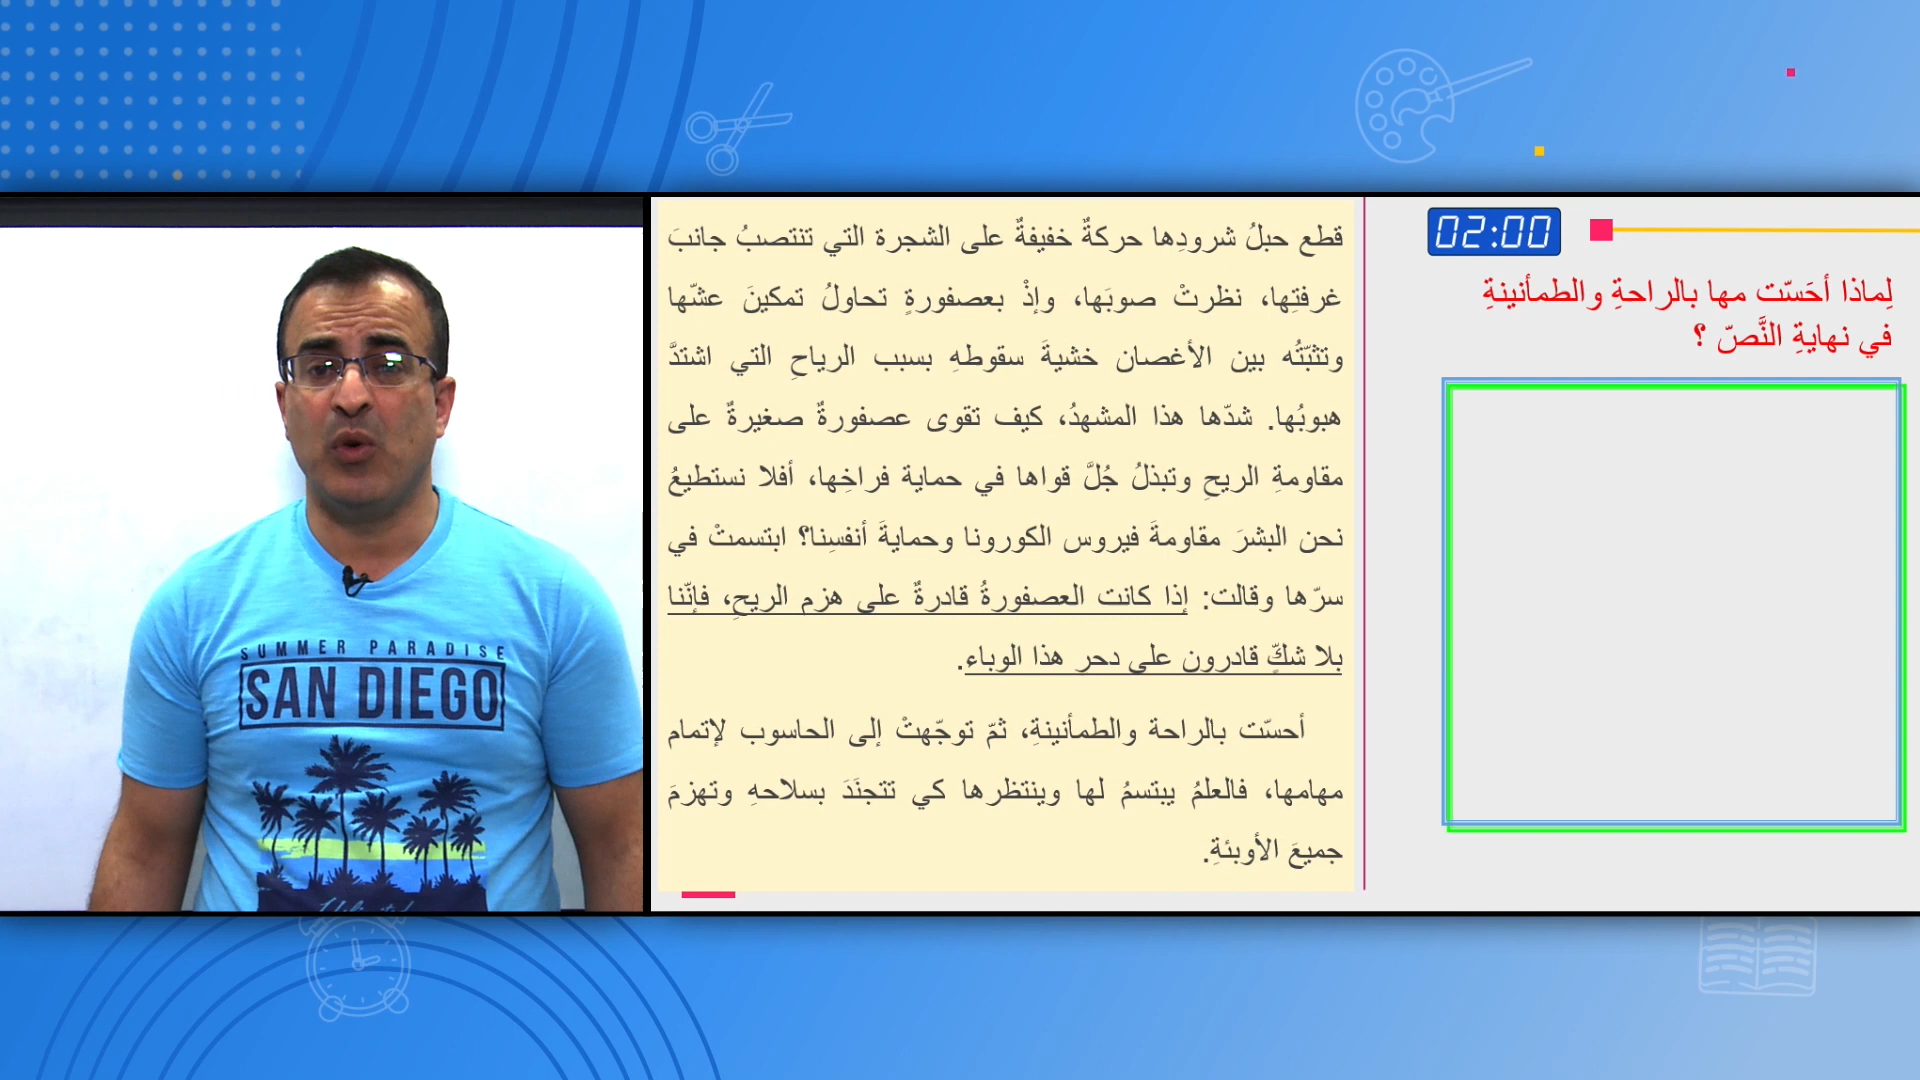 قطع حبلُ شرودِها حركةٌ خفيفةٌ على الشجرة التي تنتصبُ جانبَ
غرفتِها، نظرتْ صوبَها، وإذْ بعصفورةٍ تحاولُ تمكينَ عشّها
وتثبّتُه بين الأغصان خشيةَ سقوطهِ بسبب الرياحِ التي اشتدَّ
هبوبُها. شدّها هذا المشهدُ، كيف تقوى عصفورةٌ صغيرةٌ على
مقاومةِ الريحِ وتبذلُ جُلَّ قواها في حماية فراخِها، أفلا نستطيعُ
نحن البشرَ مقاومةَ فيروس الكورونا وحمايةَ أنفسِنا؟ ابتسمتْ في
سرّها وقالت: إذا كانت العصفورةُ قادرةٌ على هزم الريحِ، فإنّنا
بلا شكٍّ قادرون على دحر هذا الوباء.
أحسّت بالراحة والطمأنينةِ، ثمّ توجّهتْ إلى الحاسوب لإتمام
مهامها، فالعلمُ يبتسمُ لها وينتظرها كي تتجنَدَ بسلاحهِ وتهزمَ
جميعَ الأوبئةِ.
02:00
لِماذا أحَسّت مها بالراحةِ والطمأنينةِ
في نهايةِ النَّصّ ؟
SUMMER PARADISE
SAN DIEGO